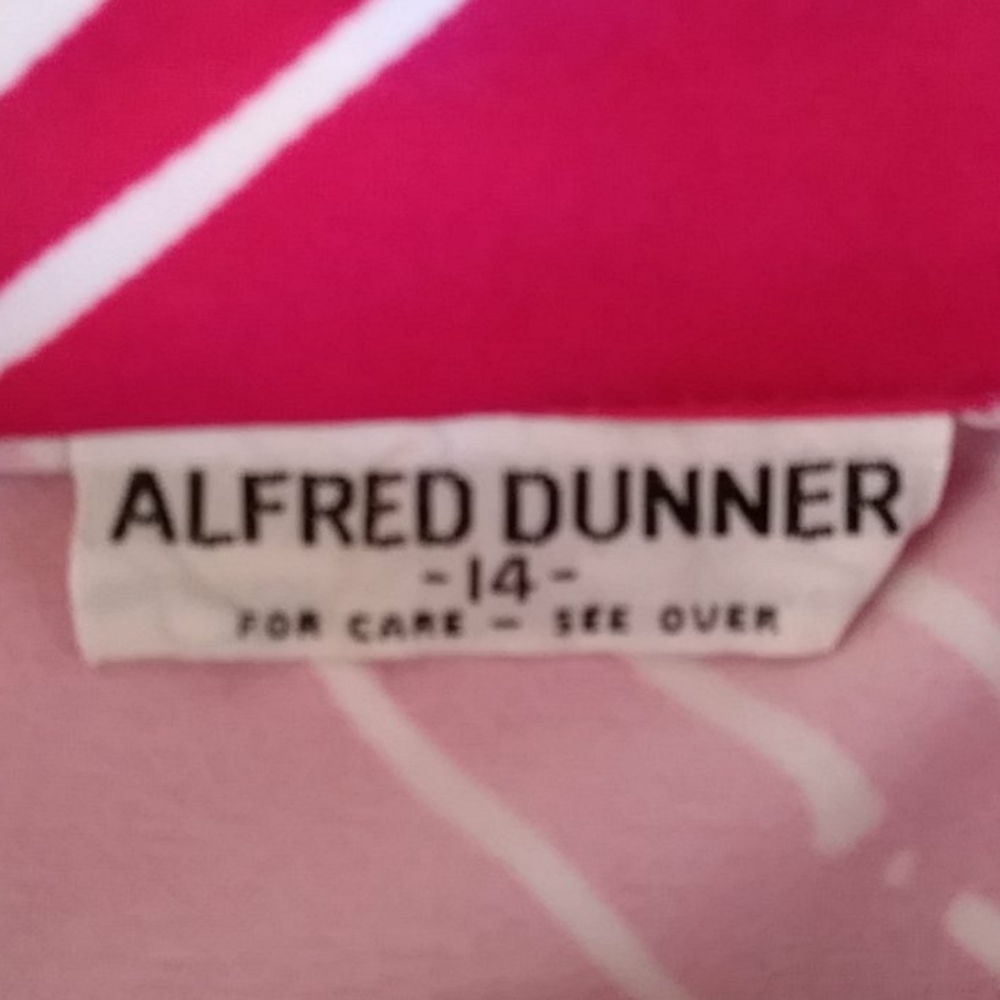 ALFRED DUNNER
-14-
FOR CARE - SEE OVER